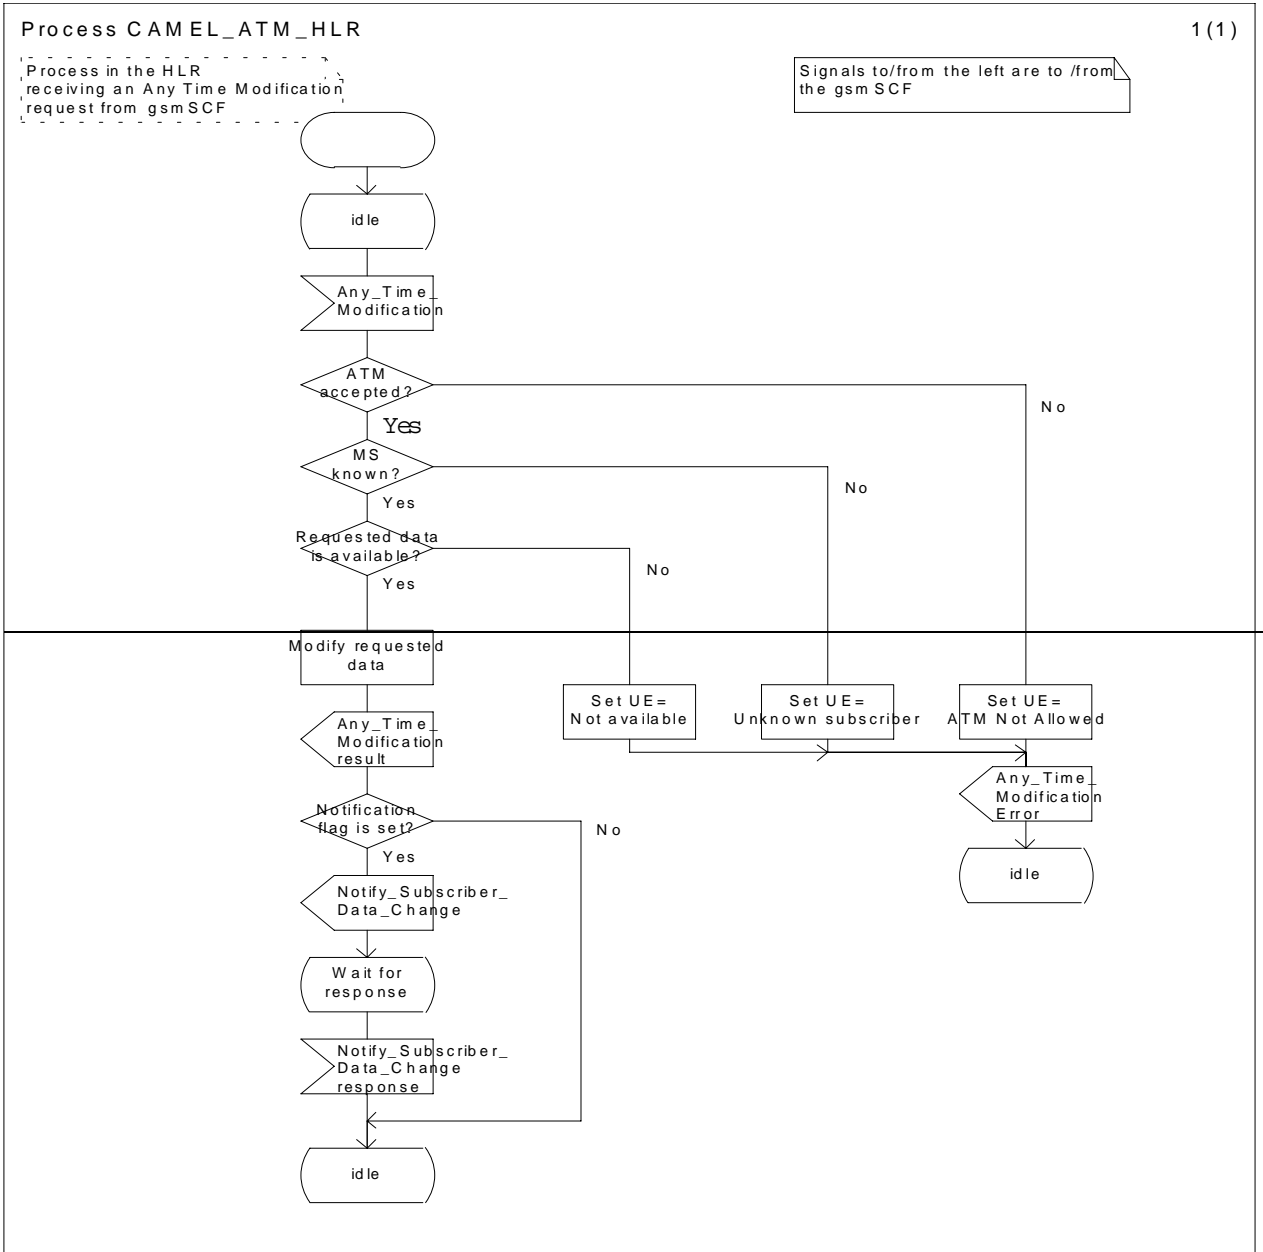 Process CAMEL_ATM_HLR
1(1)
Process in the HLR
receiving an Any Time Modification
request from gsmSCF
Signals to/from the left are to /from
the gsmSCF
idle
Any_Time_
Modification
ATM
accepted?
No
Yes
MS
known?
No
Yes
Requested data
is available?
No
Yes
Modify requested
data
Set UE=
Not available
Set UE=
Unknown subscriber
Set UE=
ATM Not Allowed
Any_Time_
Modification
result
Any_Time_
Modification
Error
Notification
flag is set?
No
Yes
idle
Notify_Subscriber_
Data_Change
Wait for
response
Notify_Subscriber_
Data_Change
response
idle